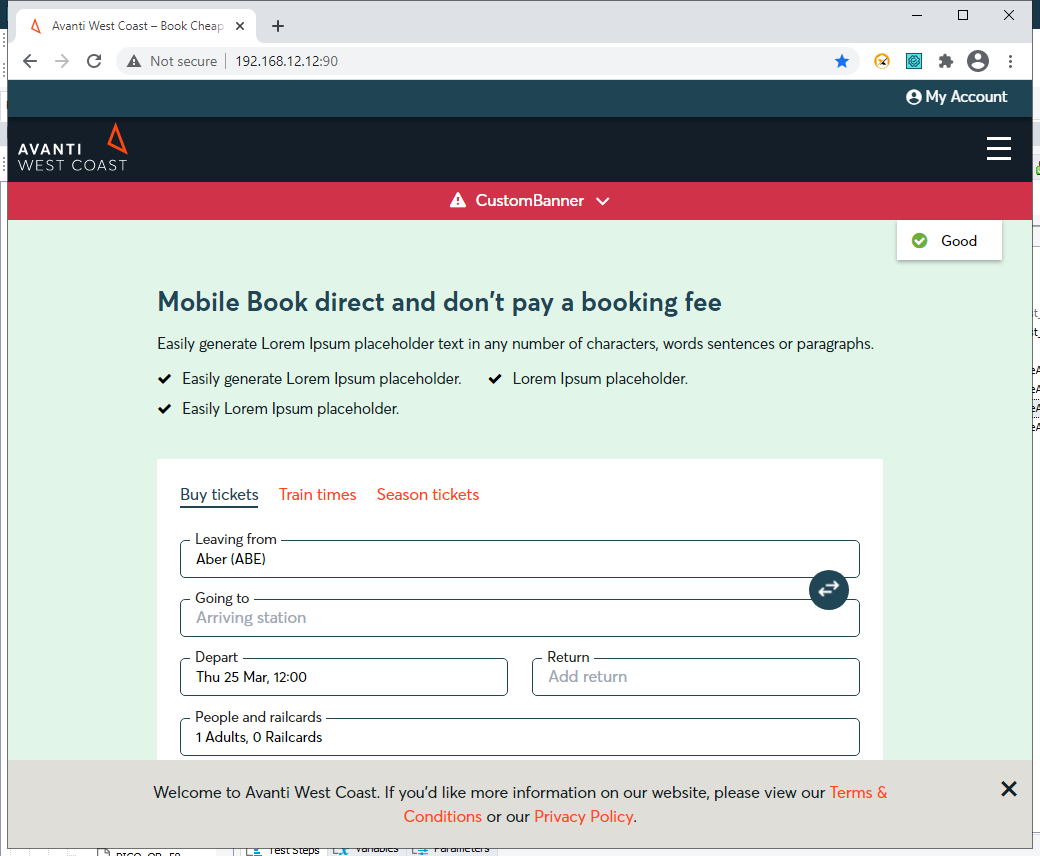 Avanti West Coast – Book Cheap
Not secure
192.168.12.12:90
My Account
AVANTI
WEST COAST
CustomBanner
Good
Mobile Book direct and don't pay a booking fee
Easily generate Lorem Ipsum placeholder text in any number of characters, words sentences or paragraphs.
Easily generate Lorem Ipsum placeholder. Lorem Ipsum placeholder.
Easily Lorem Ipsum placeholder.
Buy tickets Train times Season tickets
Leaving from
Aber (ABE)
Going to
Arriving station
Depart Return
Thu 25 Mar, 12:00 Add return
People and railcards
1 Adults, 0 Railcards
Welcome to Avanti West Coast. If you'd like more information on our website, please view our Terms &
Conditions or our Privacy Policy.
Test Steps Variables Parameters